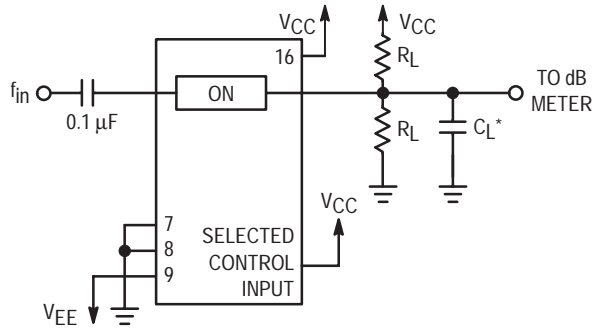 VCC
VCC
16
RL
fin
ON
TO dB
METER
0.1 µF
RL
CL*
7
8
9
SELECTED
CONTROL
INPUT
VCC
VEE